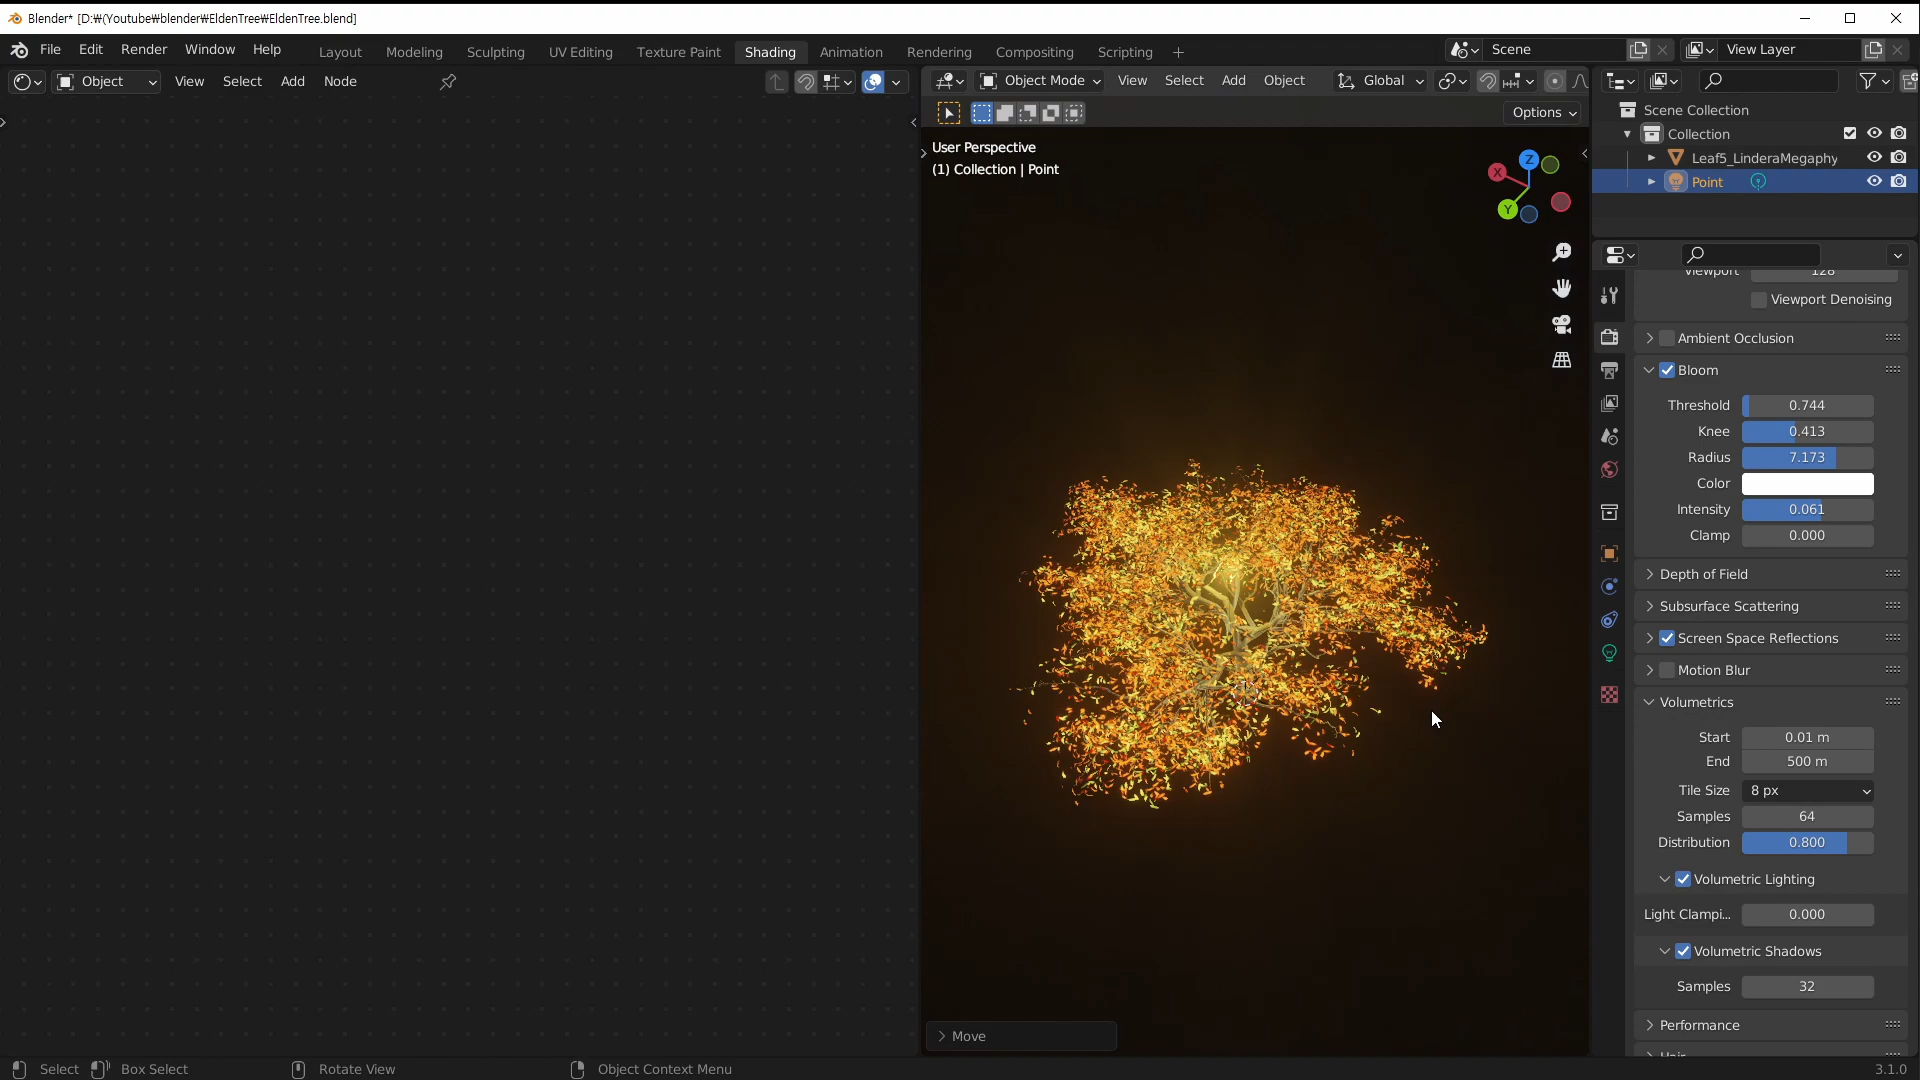 Blender* [D:￦(Youtube￦blender￦EldenTree￦EldenTree.blend]
File Edit Render Window Help
Layout Modeling Sculpting UV Editing Texture Paint Shading Animation Rendering Compositing Scripting +
Scene
View Layer
Object View Select Add Node
Object Mode View Select Add Object Global
Options
User Perspective
(1) Collection | Point
X
Y
Z
Scene Collection
Collection
Leaf5_LinderaMegaphy
Point
Viewport 128
Viewport Denoising
Ambient Occlusion
Bloom
Threshold 0.744
Knee 0.413
Radius 7.173
Color
Intensity 0.061
Clamp 0.000
Depth of Field
Subsurface Scattering
Screen Space Reflections
Motion Blur
Volumetrics
Start 0.01 m
End 500 m
Tile Size 8 px
Samples 64
Distribution 0.800
Volumetric Lighting
Light Clampi... 0.000
Volumetric Shadows
Samples 32
Performance
Hair
Move
Select Box Select Rotate View Object Context Menu
3.1.0